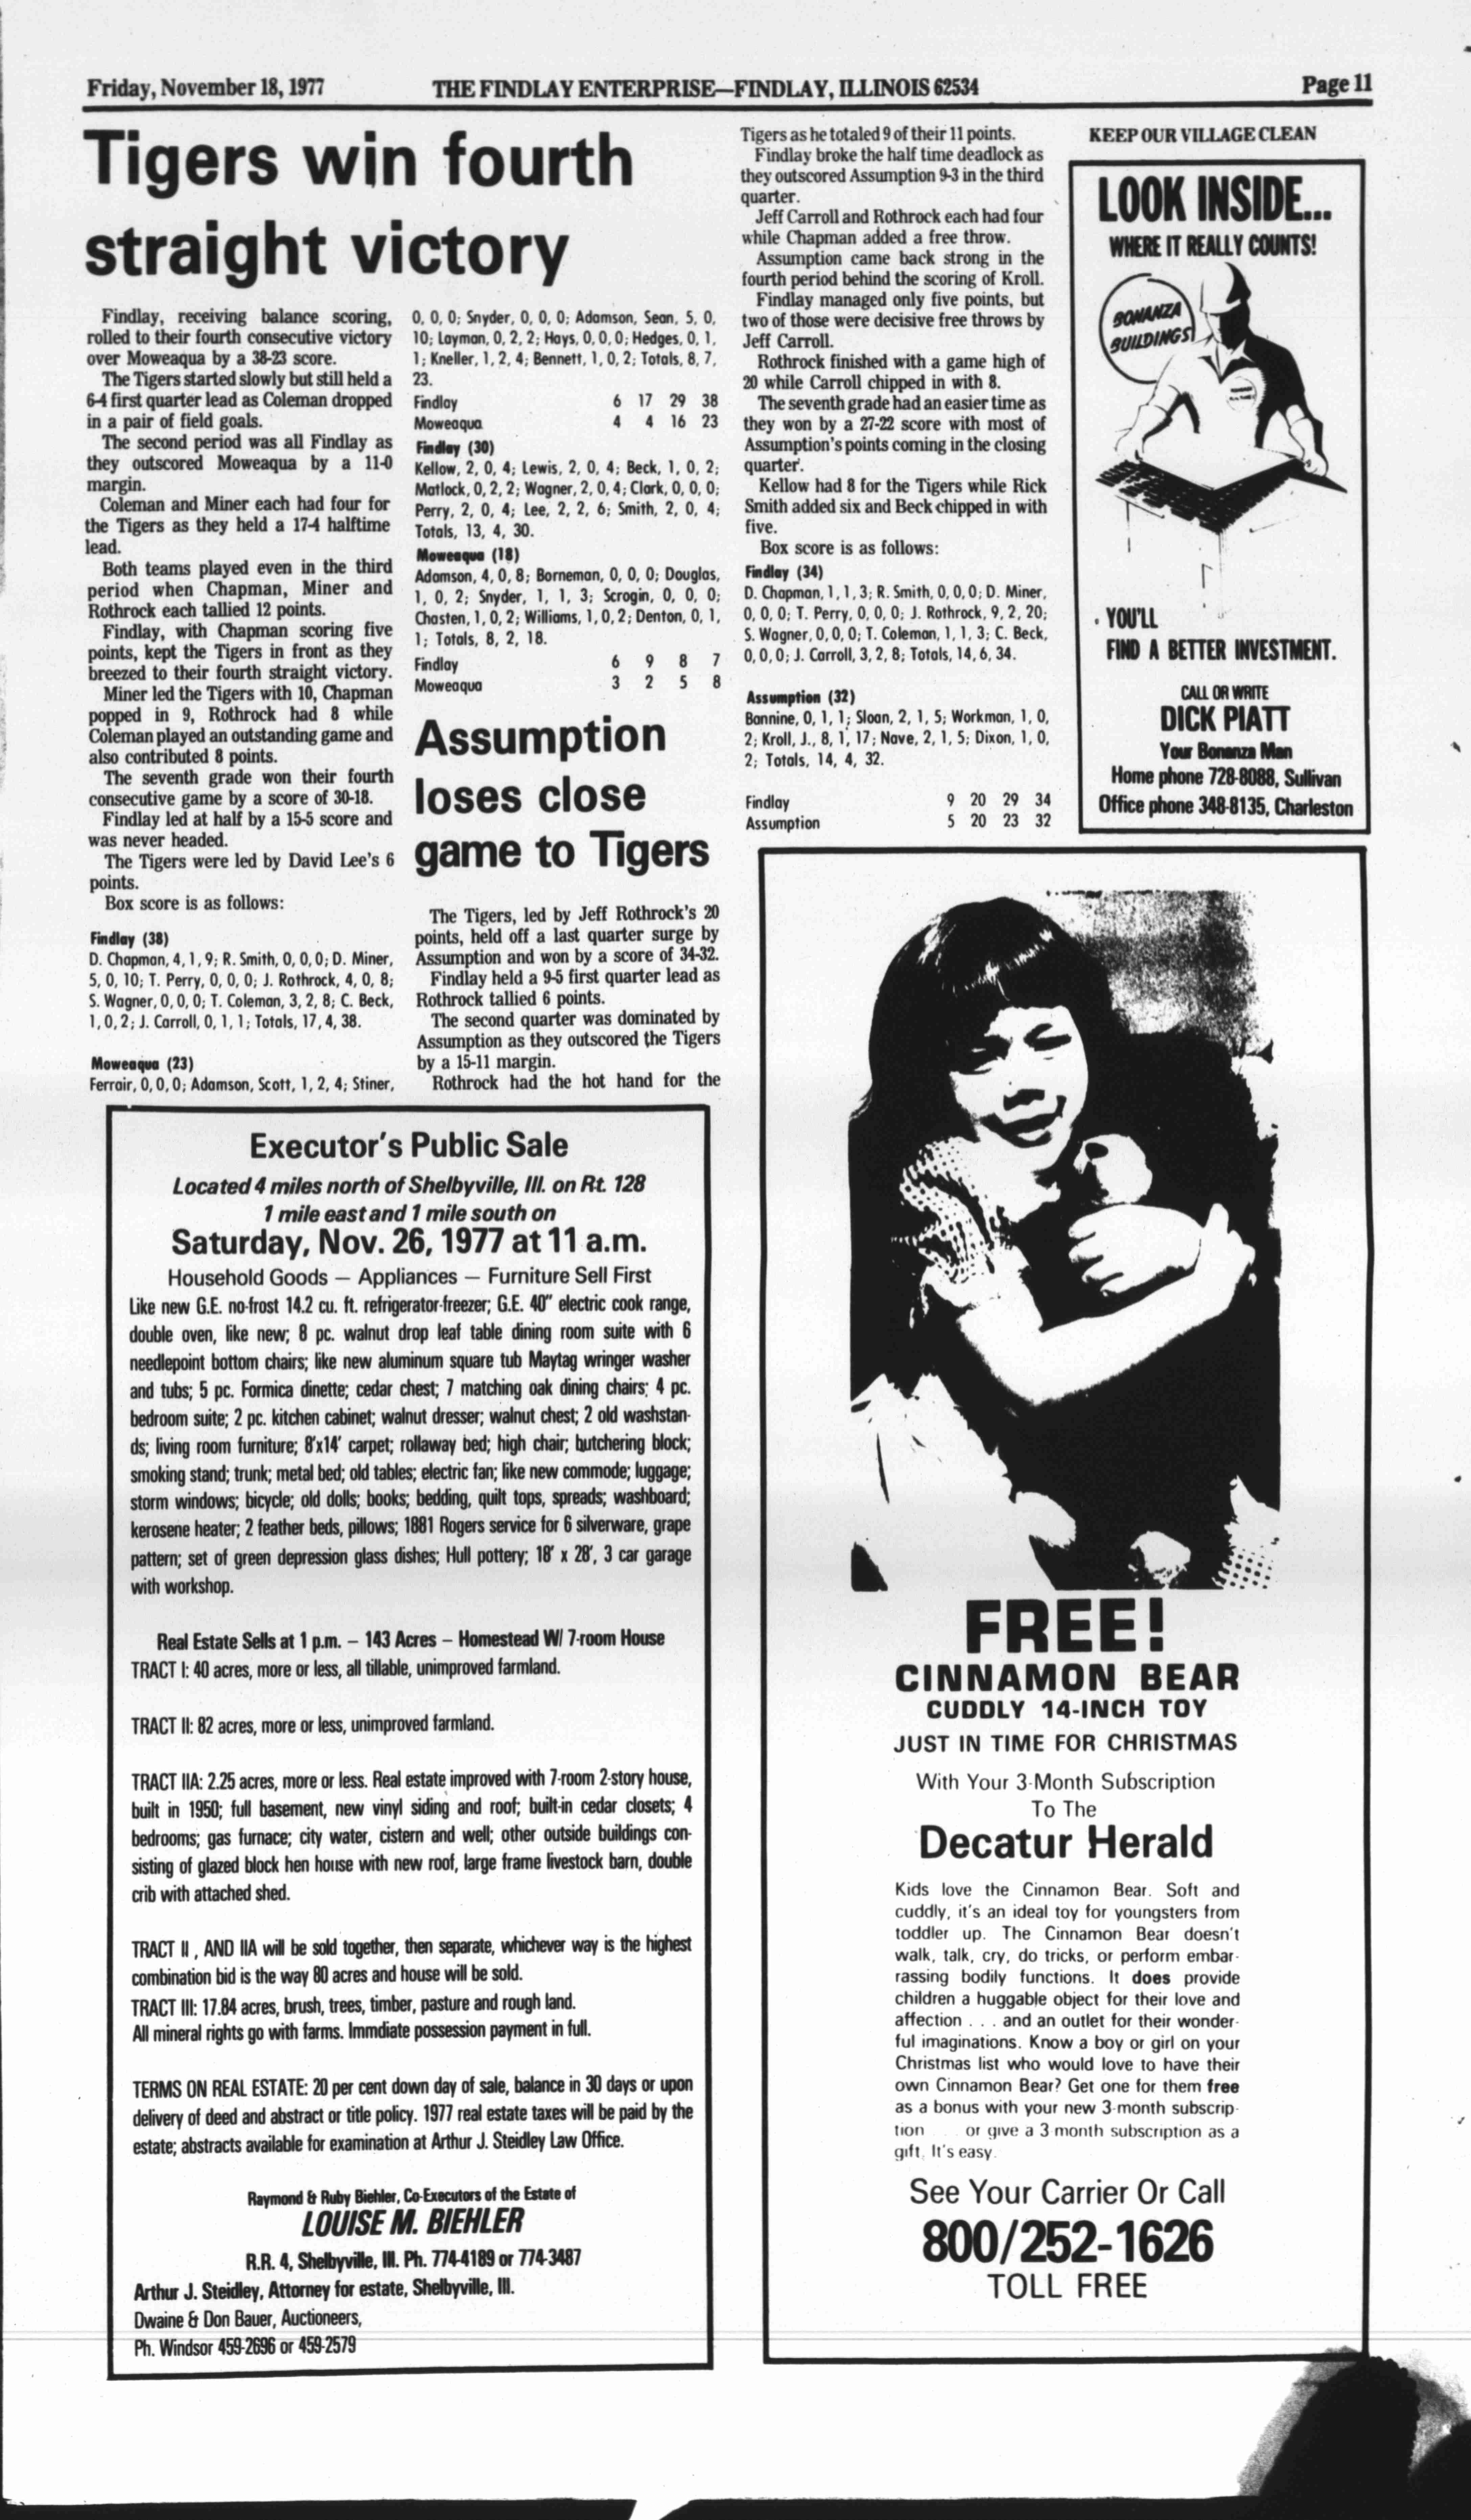 Friday, November 18, 1977
THE FINDLAY ENTERPRISE—FINDLAY, ILLINOIS 62534
Page 11
Tigers win fourth
straight victory
Findlay, receiving balance scoring,
rolled to their fourth consecutive victory
over Moweaqua by a 38-23 score.
The Tigers started slowly but still held a
6-4 first quarter lead as Coleman dropped
in a pair of field goals.
The second period was all Findlay as
they outscored Moweaqua by a 11-0
margin.
Coleman and Miner each had four for
the Tigers as they held a 17-4 halftime
lead.
Both teams played even in the third
period when Chapman, Miner and
Rothrock each tallied 12 points.
Findlay, with Chapman scoring five
points, kept the Tigers in front as they
breezed to their fourth straight victory.
Miner led the Tigers with 10, Chapman
popped in 9, Rothrock had 8 while
Coleman played an outstanding game and
also contributed 8 points.
The seventh grade won their fourth
consecutive game by a score of 30-18.
Findlay led at half by a 15-5 score and
was never headed.
The Tigers were led by David Lee's 6
points.
Box score is as follows:
Findlay (38)
D. Chapman, 4, 1, 9; R. Smith, 0, 0, 0; D. Miner,
5, 0, 10; T. Perry, 0, 0, 0; J. Rothrock, 4, 0, 8;
S. Wagner, 0, 0, 0; T. Coleman, 3, 2, 8; C. Beck,
1, 0, 2; J. Carroll, 0, 1, 1; Totals, 17, 4, 38.
Moweaqua (23)
Ferrair, 0, 0, 0; Adamson, Scott, 1, 2, 4; Stiner,
0, 0, 0; Snyder, 0, 0, 0; Adamson, Sean, 5, 0,
10; Layman, 0, 2, 2; Hays, 0, 0, 0; Hedges, 0, 1,
1; Kneller, 1, 2, 4; Bennett, 1, 0, 2; Totals, 8, 7,
23.
Findlay 6 17 29 38
Moweaqua 4 4 16 23
Findlay (30)
Kellow, 2, 0, 4; Lewis, 2, 0, 4; Beck, 1, 0, 2;
Matlock, 0, 2, 2; Wagner, 2, 0, 4; Clark, 0, 0, 0;
Perry, 2, 0, 4; Lee, 2, 2, 6; Smith, 2, 0, 4;
Totals, 13, 4, 30.
Moweaqua (18)
Adamson, 4, 0, 8; Borneman, 0, 0, 0; Douglas,
1, 0, 2; Snyder, 1, 1, 3; Scrogin, 0, 0, 0;
Chasten, 1, 0, 2; Williams, 1, 0, 2; Denton, 0, 1,
1; Totals, 8, 2, 18.
Findlay 6 9 8 7
Moweaqua 3 2 5 8
Assumption
loses close
game to Tigers
The Tigers, led by Jeff Rothrock's 20
points, held off a last quarter surge by
Assumption and won by a score of 34-32.
Findlay held a 9-5 first quarter lead as
Rothrock tallied 6 points.
The second quarter was dominated by
Assumption as they outscored the Tigers
by a 15-11 margin.
Rothrock had the hot hand for the
Tigers as he totaled 9 of their 11 points.
Findlay broke the half time deadlock as
they outscored Assumption 9-3 in the third
quarter.
Jeff Carroll and Rothrock each had four
while Chapman added a free throw.
Assumption came back strong in the
fourth period behind the scoring of Kroll.
Findlay managed only five points, but
two of those were decisive free throws by
Jeff Carroll.
Rothrock finished with a game high of
20 while Carroll chipped in with 8.
The seventh grade had an easier time as
they won by a 27-22 score with most of
Assumption's points coming in the closing
quarter.
Kellow had 8 for the Tigers while Rick
Smith added six and Beck chipped in with
five.
Box score is as follows:
Findlay (34)
D. Chapman, 1, 1, 3; R. Smith, 0, 0, 0; D. Miner,
0, 0, 0; T. Perry, 0, 0, 0; J. Rothrock, 9, 2, 20;
S. Wagner, 0, 0, 0; T. Coleman, 1, 1, 3; C. Beck,
0, 0, 0; J. Carroll, 3, 2, 8; Totals, 14, 6, 34.
Assumption (32)
Bannine, 0, 1, 1; Sloan, 2, 1, 5; Workman, 1, 0,
2; Kroll, J., 8, 1, 17; Nave, 2, 1, 5; Dixon, 1, 0,
2; Totals, 14, 4, 32.
Findlay 9 20 29 34
Assumption 5 20 23 32
KEEP OUR VILLAGE CLEAN
LOOK INSIDE...
WHERE IT REALLY COUNTS!
BONANZA
BUILDINGS
YOU'LL
FIND A BETTER INVESTMENT.
CALL OR WRITE
DICK PIATT
Your Bonanza Man
Home phone 728-8088, Sullivan
Office phone 348-8135, Charleston
Executor's Public Sale
Located 4 miles north of Shelbyville, Ill. on Rt. 128
1 mile east and 1 mile south on
Saturday, Nov. 26, 1977 at 11 a.m.
Household Goods — Appliances — Furniture Sell First
Like new G.E. no-frost 14.2 cu. ft. refrigerator-freezer; G.E. 40" electric cook range,
double oven, like new; 8 pc. walnut drop leaf table dining room suite with 6
needlepoint bottom chairs; like new aluminum square tub Maytag wringer washer
and tubs; 5 pc. Formica dinette; cedar chest; 7 matching oak dining chairs; 4 pc.
bedroom suite; 2 pc. kitchen cabinet; walnut dresser; walnut chest; 2 old washstan-
ds; living room furniture; 8'x14' carpet; rollaway bed; high chair; butchering block;
smoking stand; trunk; metal bed; old tables; electric fan; like new commode; luggage;
storm windows; bicycle; old dolls; books; bedding, quilt tops, spreads; washboard;
kerosene heater; 2 feather beds, pillows; 1881 Rogers service for 6 silverware, grape
pattern; set of green depression glass dishes; Hull pottery; 18' x 28', 3 car garage
with workshop.
Real Estate Sells at 1 p.m. — 143 Acres — Homestead W/ 7-room House
TRACT I: 40 acres, more or less, all tillable, unimproved farmland.
TRACT II: 82 acres, more or less, unimproved farmland.
TRACT IIA: 2.25 acres, more or less. Real estate improved with 7-room 2-story house,
built in 1950; full basement, new vinyl siding and roof; built-in cedar closets; 4
bedrooms; gas furnace; city water, cistern and well; other outside buildings con-
sisting of glazed block hen house with new roof, large frame livestock barn, double
crib with attached shed.
TRACT II , AND IIA will be sold together, then separate, whichever way is the highest
combination bid is the way 80 acres and house will be sold.
TRACT III: 17.84 acres, brush, trees, timber, pasture and rough land.
All mineral rights go with farms. Immdiate possession payment in full.
TERMS ON REAL ESTATE: 20 per cent down day of sale, balance in 30 days or upon
delivery of deed and abstract or title policy. 1977 real estate taxes will be paid by the
estate; abstracts available for examination at Arthur J. Steidley Law Office.
Raymond & Ruby Biehler, Co-Executors of the Estate of
LOUISE M. BIEHLER
R.R. 4, Shelbyville, Ill. Ph. 774-4189 or 774-3487
Arthur J. Steidley, Attorney for estate, Shelbyville, Ill.
Dwaine & Don Bauer, Auctioneers,
Ph. Windsor 459-2696 or 459-2579
FREE!
CINNAMON BEAR
CUDDLY 14-INCH TOY
JUST IN TIME FOR CHRISTMAS
With Your 3-Month Subscription
To The
Decatur Herald
Kids love the Cinnamon Bear. Soft and
cuddly, it's an ideal toy for youngsters from
toddler up. The Cinnamon Bear doesn't
walk, talk, cry, do tricks, or perform embar-
rassing bodily functions. It does provide
children a huggable object for their love and
affection . . . and an outlet for their wonder-
ful imaginations. Know a boy or girl on your
Christmas list who would love to have their
own Cinnamon Bear? Get one for them free
as a bonus with your new 3-month subscrip-
tion or give a 3 month subscription as a
gift. It's easy.
See Your Carrier Or Call
800/252-1626
TOLL FREE